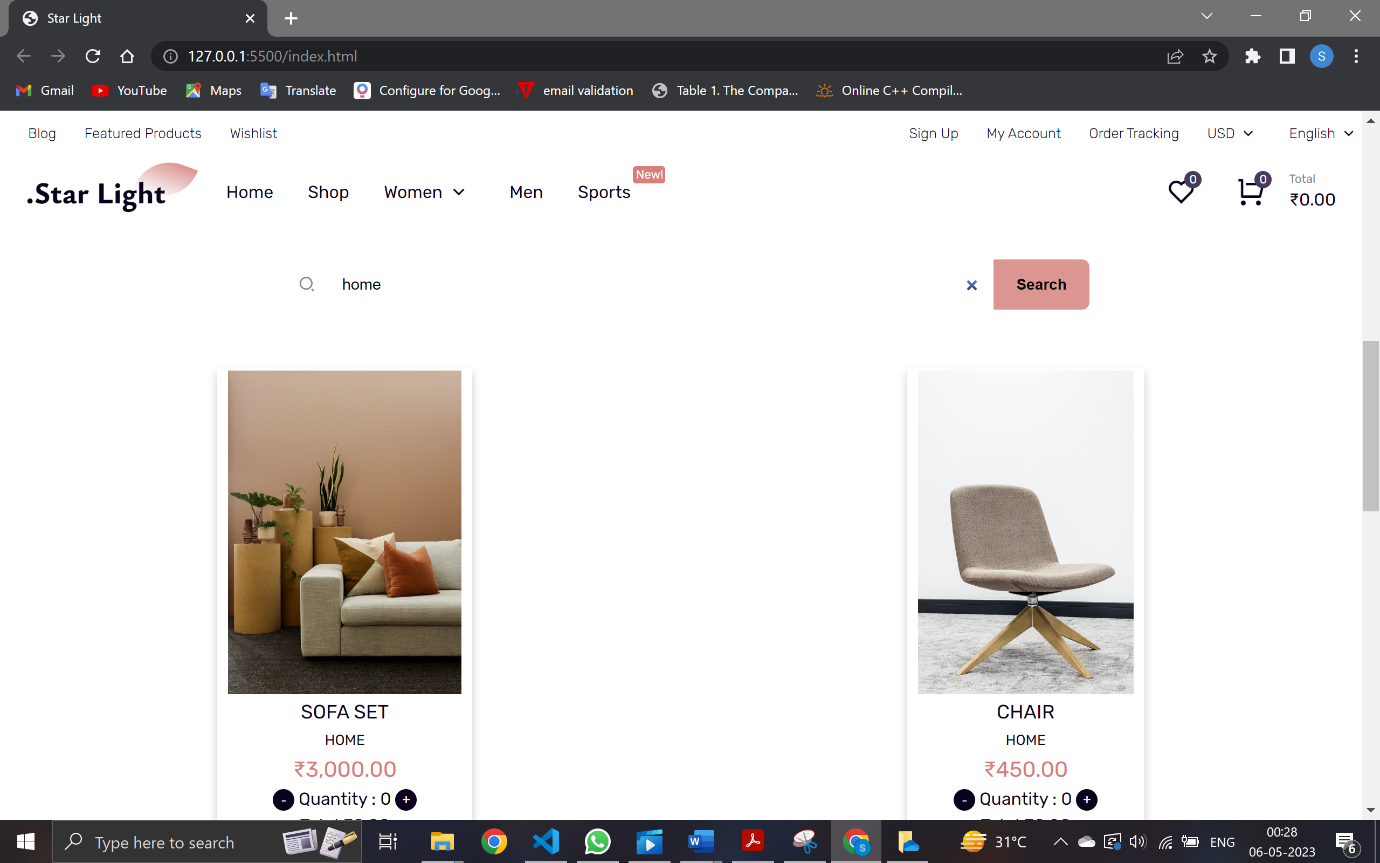 Star Light
127.0.0.1:5500/index.html
S
Gmail YouTube Maps Translate Configure for Goog... email validation Table 1. The Compa... Online C++ Compil...
Blog Featured Products Wishlist Sign Up My Account Order Tracking USD English
.Star Light Home Shop Women Men Sports New! 0 0 Total
₹0.00
home Search
SOFA SET CHAIR
HOME HOME
₹3,000.00 ₹450.00
- Quantity : 0 + - Quantity : 0 +
Type here to search 31°C ENG 00:28
06-05-2023 6